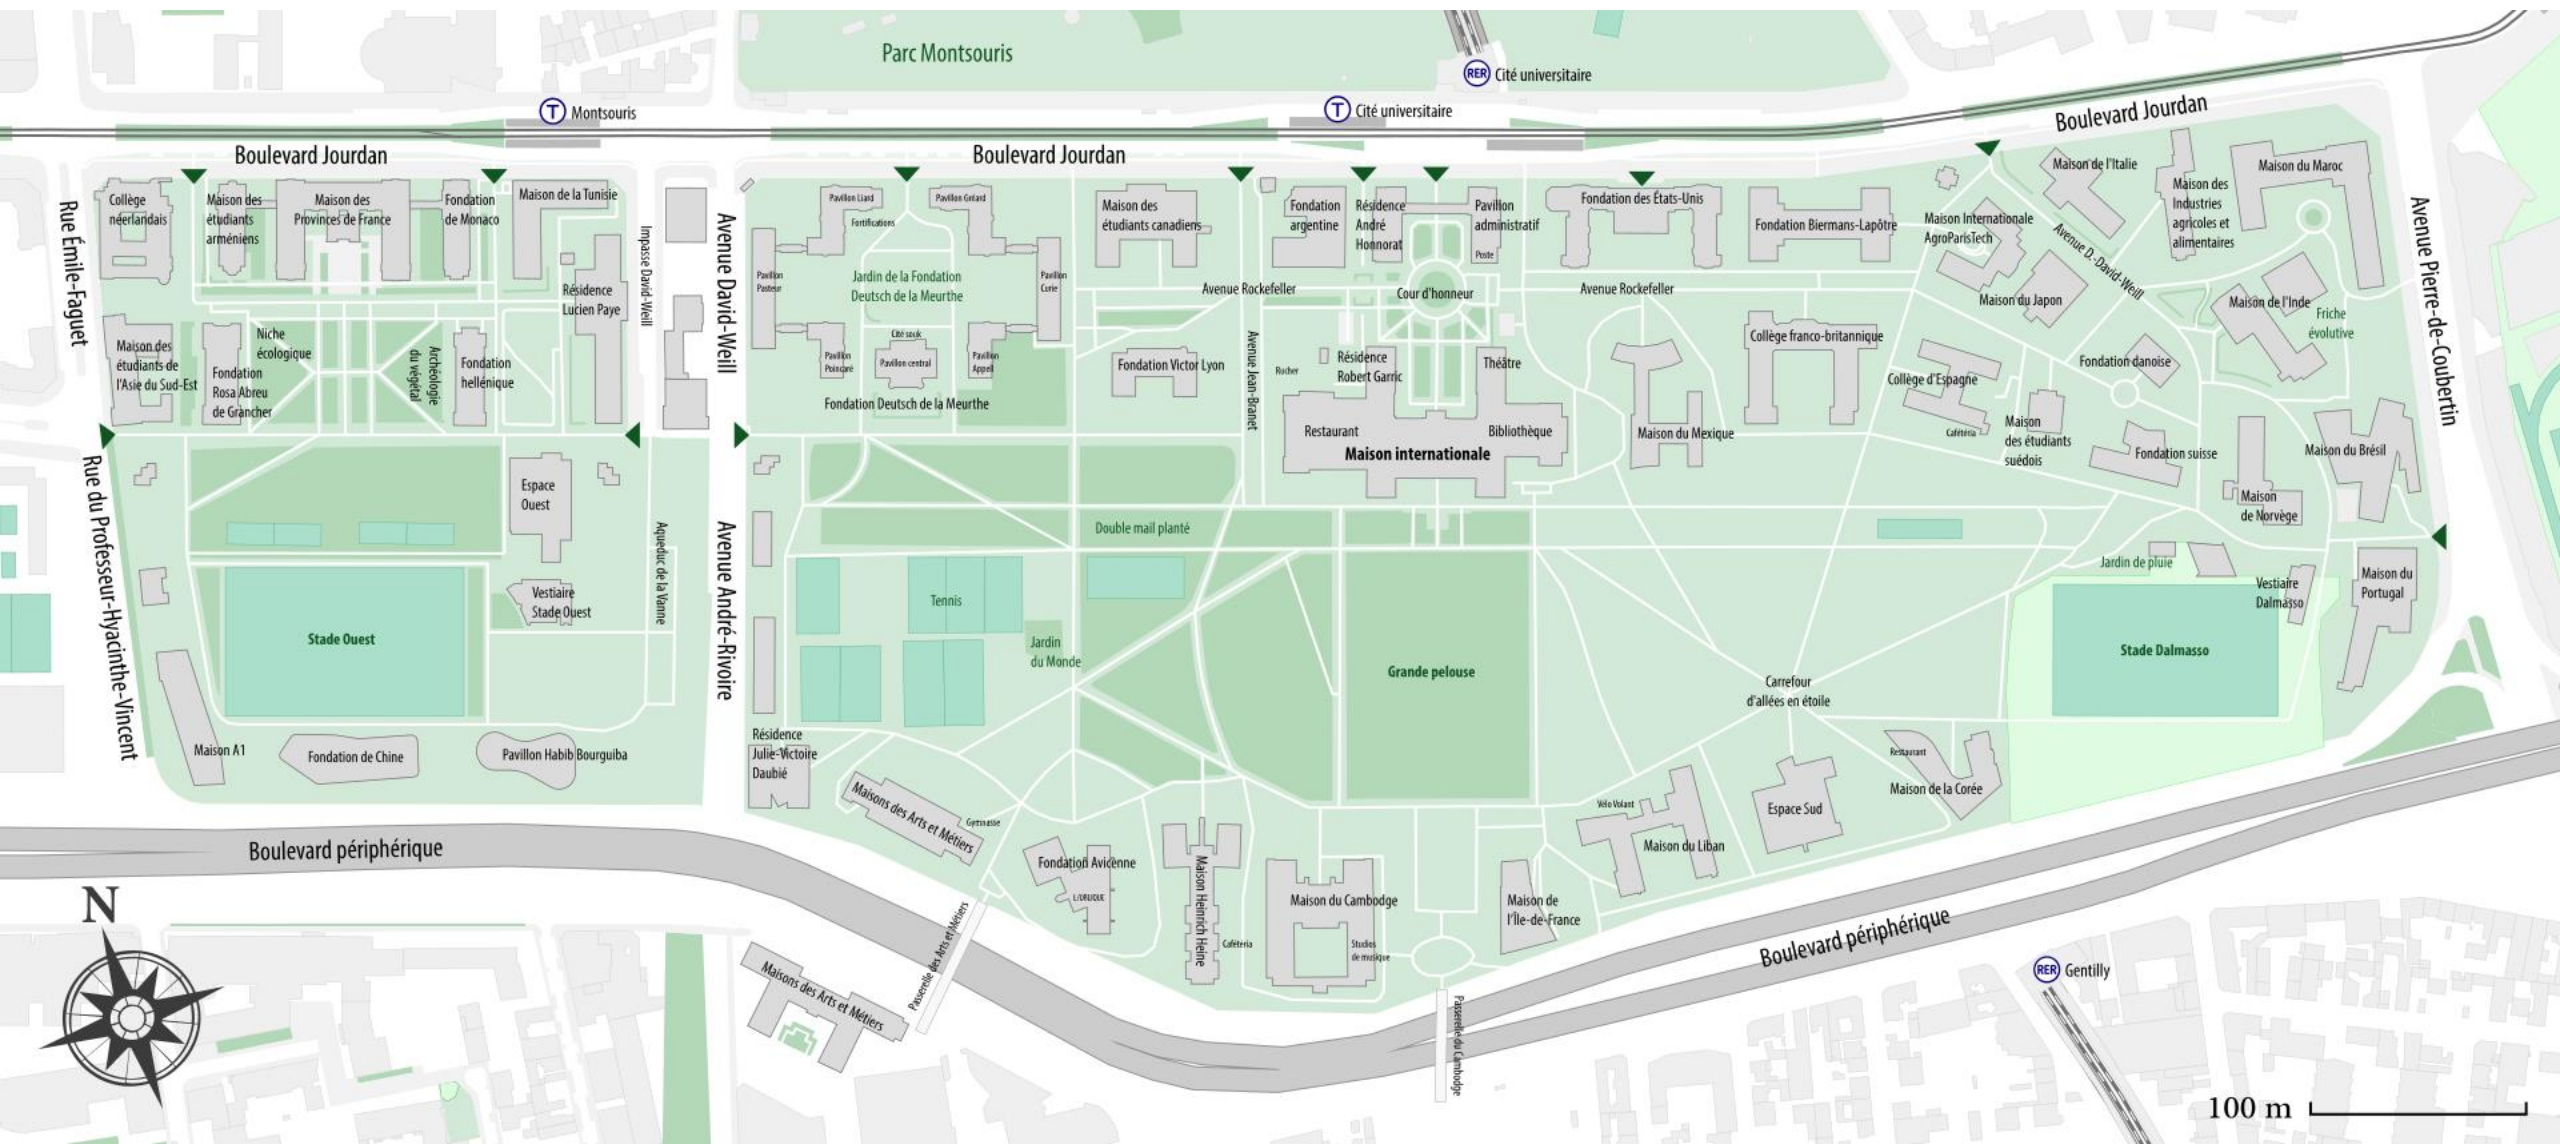 Parc Montsouris
RER Cité universitaire
T Montsouris
T Cité universitaire
Boulevard Jourdan
Boulevard Jourdan
Boulevard Jourdan
Rue Émile-Faguet
Collège
néerlandais
Maison des
étudiants
arméniens
Maison des
Provinces de France
Fondation
de Monaco
Maison de la Tunisie
Résidence
Lucien Paye
Impasse David-Weill
Avenue David-Weill
Maison des
étudiants de
l'Asie du Sud-Est
Fondation
Rosa Abreu
de Grancher
Niche
écologique
Archéologie
du végétal
Fondation
hellénique
Pavillon Liard
Pavillon Gréard
Fortifications
Pavillon
Pasteur
Jardin de la Fondation
Deutsch de la Meurthe
Pavillon
Curie
Cité souk
Pavillon
Poincaré
Pavillon central
Pavillon
Appell
Fondation Deutsch de la Meurthe
Maison des
étudiants canadiens
Avenue Rockefeller
Fondation Victor Lyon
Avenue Jean-Branet
Fondation
argentine
Résidence
André
Honnorat
Pavillon
administratif
Poste
Cour d'honneur
Rocher
Résidence
Robert Garric
Théâtre
Restaurant
Bibliothèque
Maison internationale
Fondation des États-Unis
Avenue Rockefeller
Maison du Mexique
Fondation Biermans-Lapôtre
Collège franco-britannique
Maison Internationale
AgroParisTech
Maison de l'Italie
Maison des
Industries
agricoles et
alimentaires
Maison du Maroc
Avenue D.-David-Weill
Maison du Japon
Maison de l'Inde
Friche
évolutive
Avenue Pierre-de-Coubertin
Collège d'Espagne
Cafétéria
Fondation danoise
Maison
des étudiants
suédois
Fondation suisse
Maison
de Norvège
Maison du Brésil
Jardin de pluie
Vestiaire
Dalmasso
Maison du
Portugal
Stade Dalmasso
Rue du Professeur-Hyacinthe-Vincent
Espace
Ouest
Vestiaire
Stade Ouest
Stade Ouest
Aqueduc de la Vanne
Avenue André-Rivoire
Maison A1
Fondation de Chine
Pavillon Habib Bourguiba
Double mail planté
Tennis
Jardin
du Monde
Grande pelouse
Carrefour
d'allées en étoile
Résidence
Julie-Victoire
Daubié
Maisons des Arts et Métiers
Gymnasse
Fondation Avicenne
L/OBLIQUE
Maison Heinrich Heine
Cafétéria
Maison du Cambodge
Studios
de musique
Maison de
l'Île-de-France
Vélo Volant
Maison du Liban
Espace Sud
Restaurant
Maison de la Corée
Boulevard périphérique
Boulevard périphérique
Maisons des Arts et Métiers
Passerelle des Arts et Métiers
Passerelle du Cambodge
RER Gentilly
N
100 m